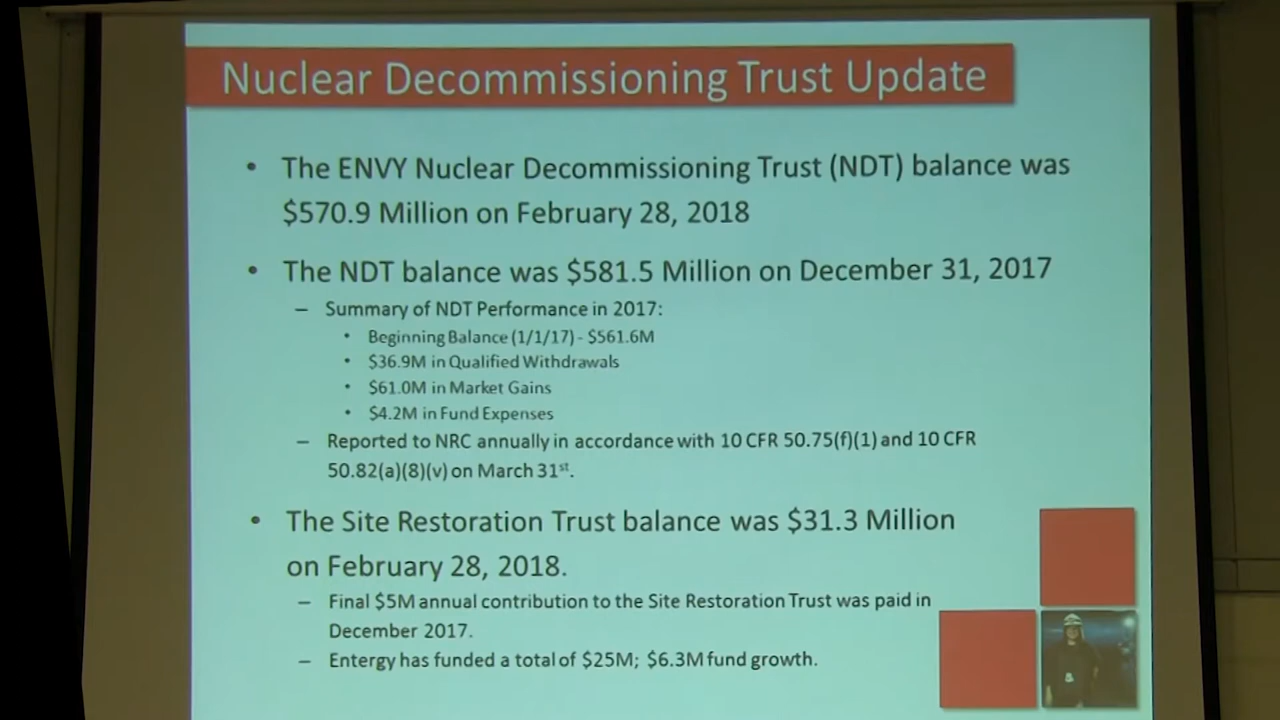 Nuclear Decommissioning Trust Update
• The ENVY Nuclear Decommissioning Trust (NDT) balance was
$570.9 Million on February 28, 2018
• The NDT balance was $581.5 Million on December 31, 2017
– Summary of NDT Performance in 2017:
• Beginning Balance (1/1/17) - $561.6M
• $36.9M in Qualified Withdrawals
• $61.0M in Market Gains
• $4.2M in Fund Expenses
– Reported to NRC annually in accordance with 10 CFR 50.75(f)(1) and 10 CFR
50.82(a)(8)(v) on March 31st.
• The Site Restoration Trust balance was $31.3 Million
on February 28, 2018.
– Final $5M annual contribution to the Site Restoration Trust was paid in
December 2017.
– Entergy has funded a total of $25M; $6.3M fund growth.